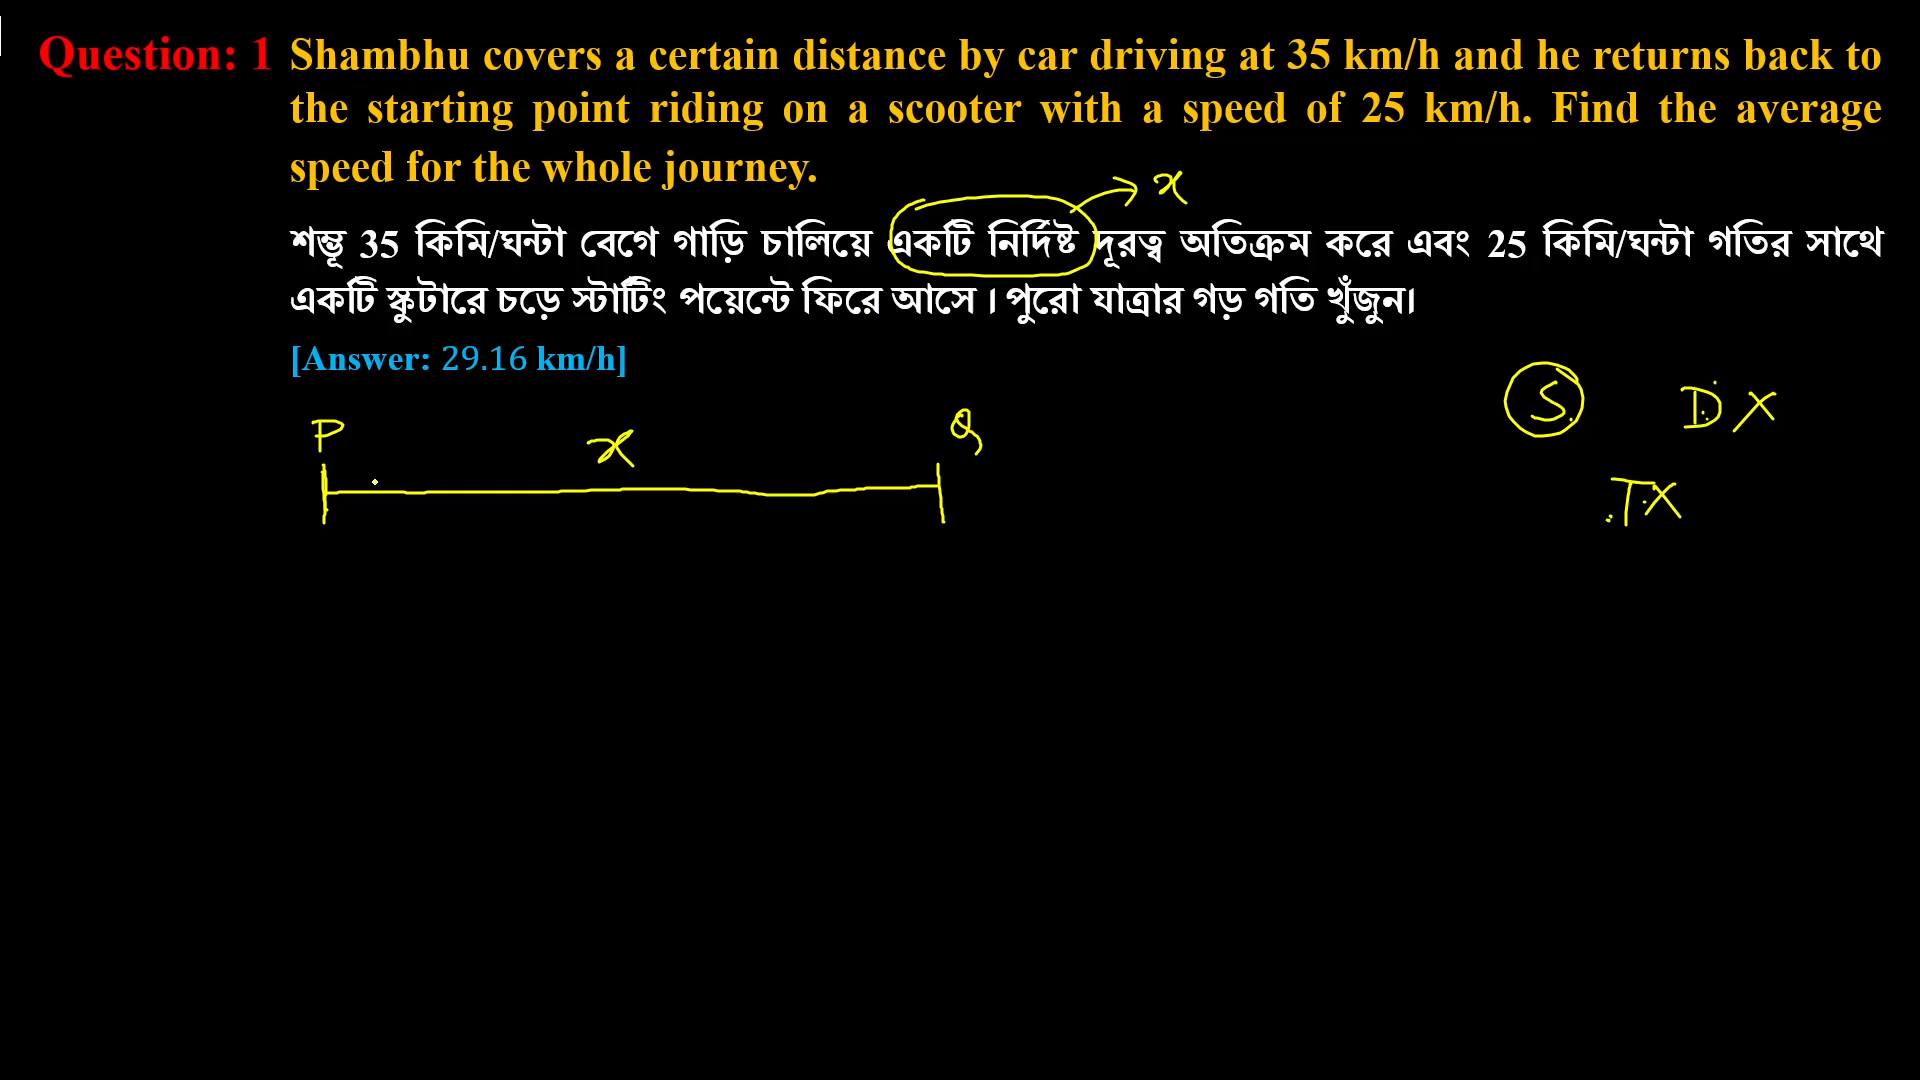 Question: 1 Shambhu covers a certain distance by car driving at 35 km/h and he returns back to
the starting point riding on a scooter with a speed of 25 km/h. Find the average
speed for the whole journey.
x
শম্ভূ 35 কিমি/ঘন্টা বেগে গাড়ি চালিয়ে একটি নির্দিষ্ট দূরত্ব অতিক্রম করে এবং 25 কিমি/ঘন্টা গতির সাথে
একটি স্কুটারে চড়ে স্টার্টিং পয়েন্টে ফিরে আসে। পুরো যাত্রার গড় গতি খুঁজুন।
[Answer: 29.16 km/h]
S D X
P x Q
T X